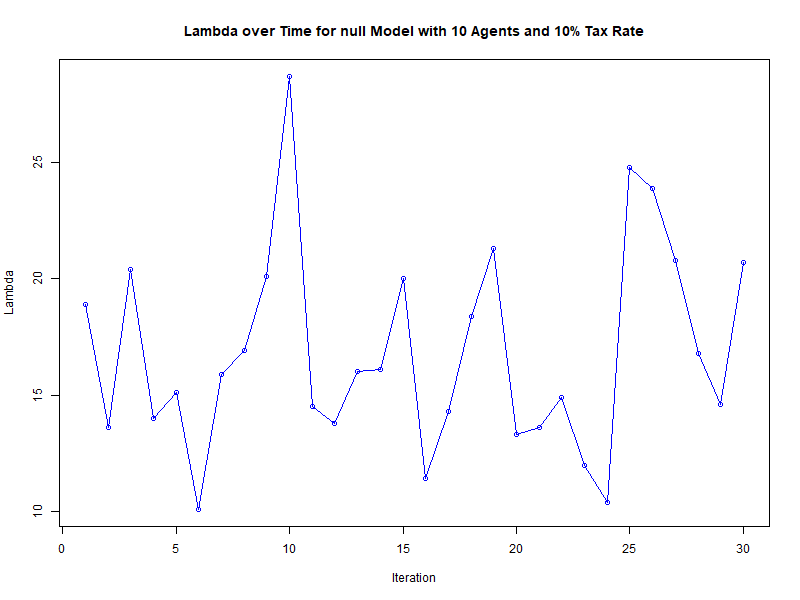 Lambda over Time for null Model with 10 Agents and 10% Tax Rate
25
20
15
10
Lambda
0 5 10 15 20 25 30
Iteration